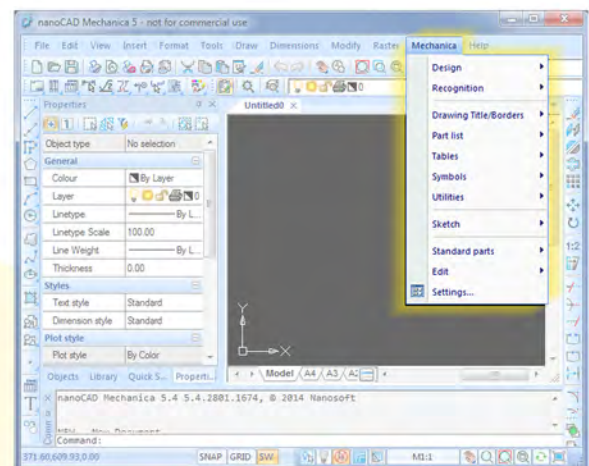 nanoCAD Mechanica 5 - not for commercial use
File Edit View Insert Format Tools Draw Dimensions Modify Raster Mechanica Help
Properties
Untitled0
Object type No selection
General
Colour By Layer
Layer 0
Linetype By L...
Linetype Scale 100.00
Line Weight By L...
Thickness 0.00
Styles
Text style Standard
Dimension style Standard
Plot style
Plot style By Color
Objects Library Quick S... Properti...
Design
Recognition
Drawing Title/Borders
Part list
Tables
Symbols
Utilities
Sketch
Standard parts
Edit
Settings...
1:2
Y
X
Model A4 A3
nanoCAD Mechanica 5.4 5.4.2801.1674, © 2014 Nanosoft
Command:
371.60,609.93,0.00 SNAP GRID SW M1:1